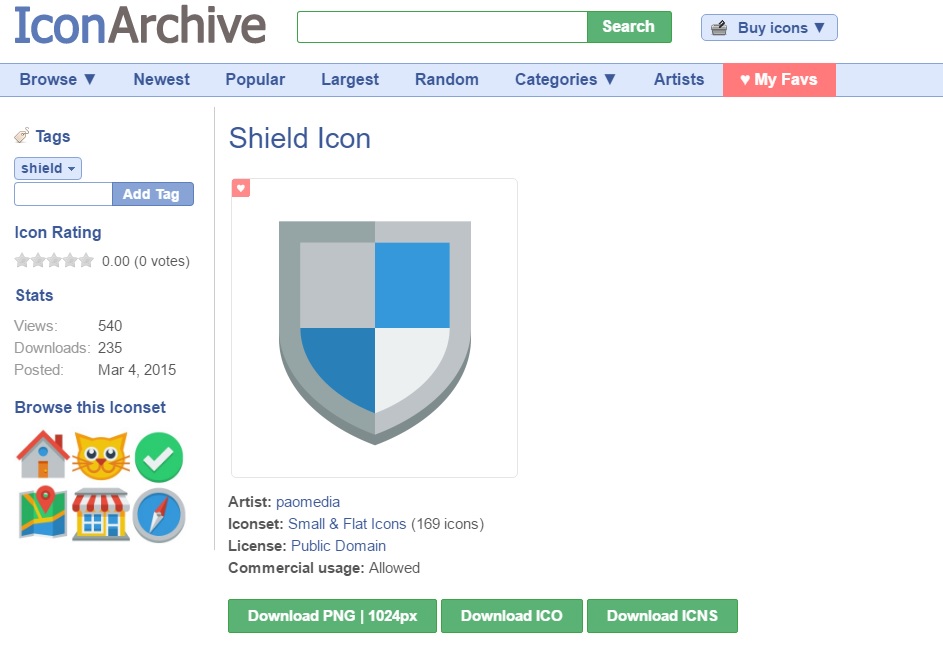 IconArchive
Search
Buy icons ▼
Browse ▼ Newest Popular Largest Random Categories ▼ Artists ♥ My Favs
Tags
shield
Add Tag
Icon Rating
0.00 (0 votes)
Stats
Views: 540
Downloads: 235
Posted: Mar 4, 2015
Browse this Iconset
Shield Icon
Artist: paomedia
Iconset: Small & Flat Icons (169 icons)
License: Public Domain
Commercial usage: Allowed
Download PNG | 1024px
Download ICO
Download ICNS